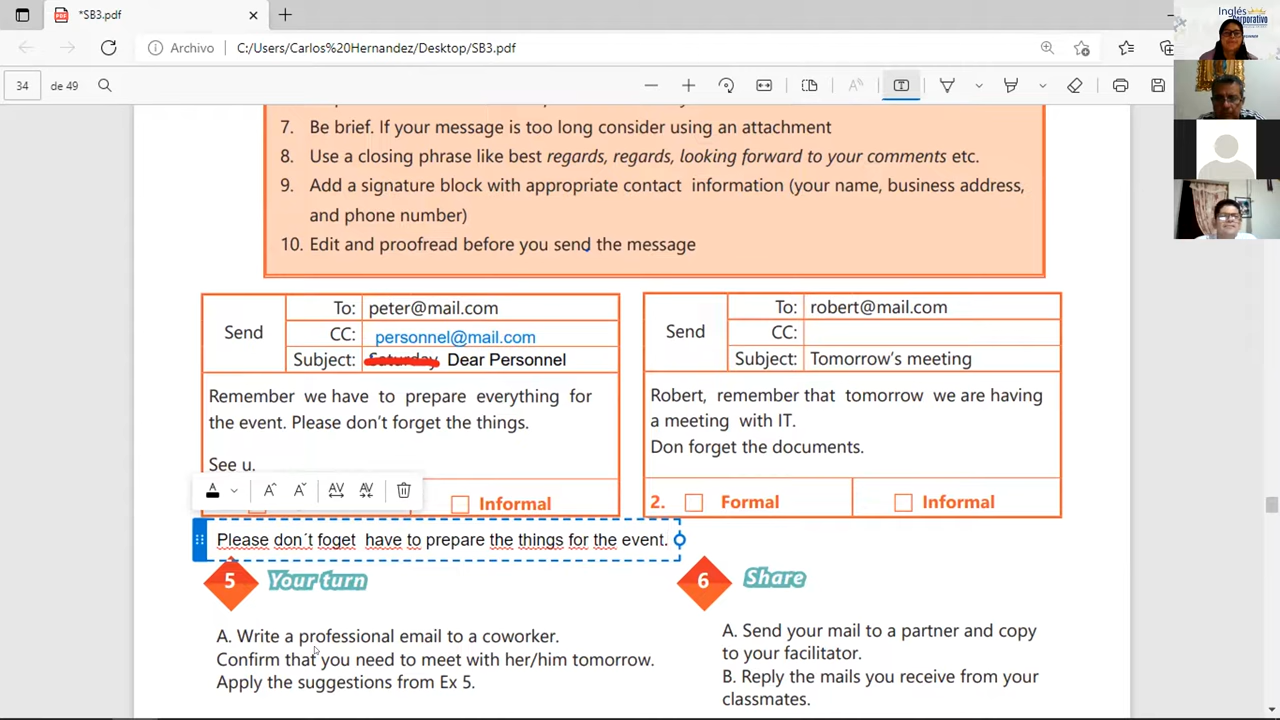 *SB3.pdf
Archivo
C:/Users/Carlos%20Hernandez/Desktop/SB3.pdf
Inglés
Corporativo
34
de 49
7. Be brief. If your message is too long consider using an attachment
8. Use a closing phrase like best regards, regards, looking forward to your comments etc.
9. Add a signature block with appropriate contact information (your name, business address,
and phone number)
10. Edit and proofread before you send the message
Send
To: peter@mail.com
CC: personnel@mail.com
Subject: Saturday Dear Personnel
Remember we have to prepare everything for
the event. Please don't forget the things.
See u.
Informal
Send
To: robert@mail.com
CC:
Subject: Tomorrow's meeting
Robert, remember that tomorrow we are having
a meeting with IT.
Don forget the documents.
2. Formal
Informal
Please don´t foget have to prepare the things for the event.
5 Your turn
A. Write a professional email to a coworker.
Confirm that you need to meet with her/him tomorrow.
Apply the suggestions from Ex 5.
6 Share
A. Send your mail to a partner and copy
to your facilitator.
B. Reply the mails you receive from your
classmates.